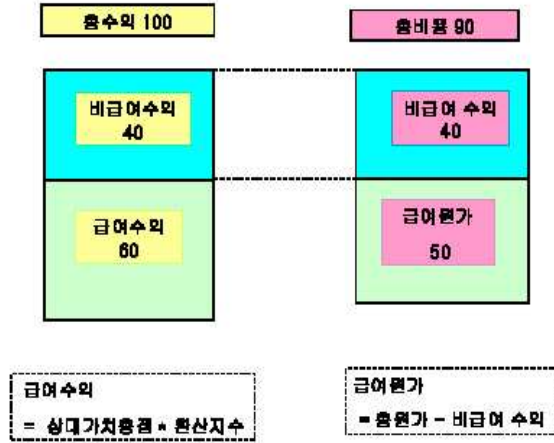 총수익 100
총비용 90
비급여수익
40
비급여 수익
40
급여수익
60
급여원가
50
급여수익
= 상대가치총점 * 환산지수
급여원가
= 총원가 - 비급여 수익